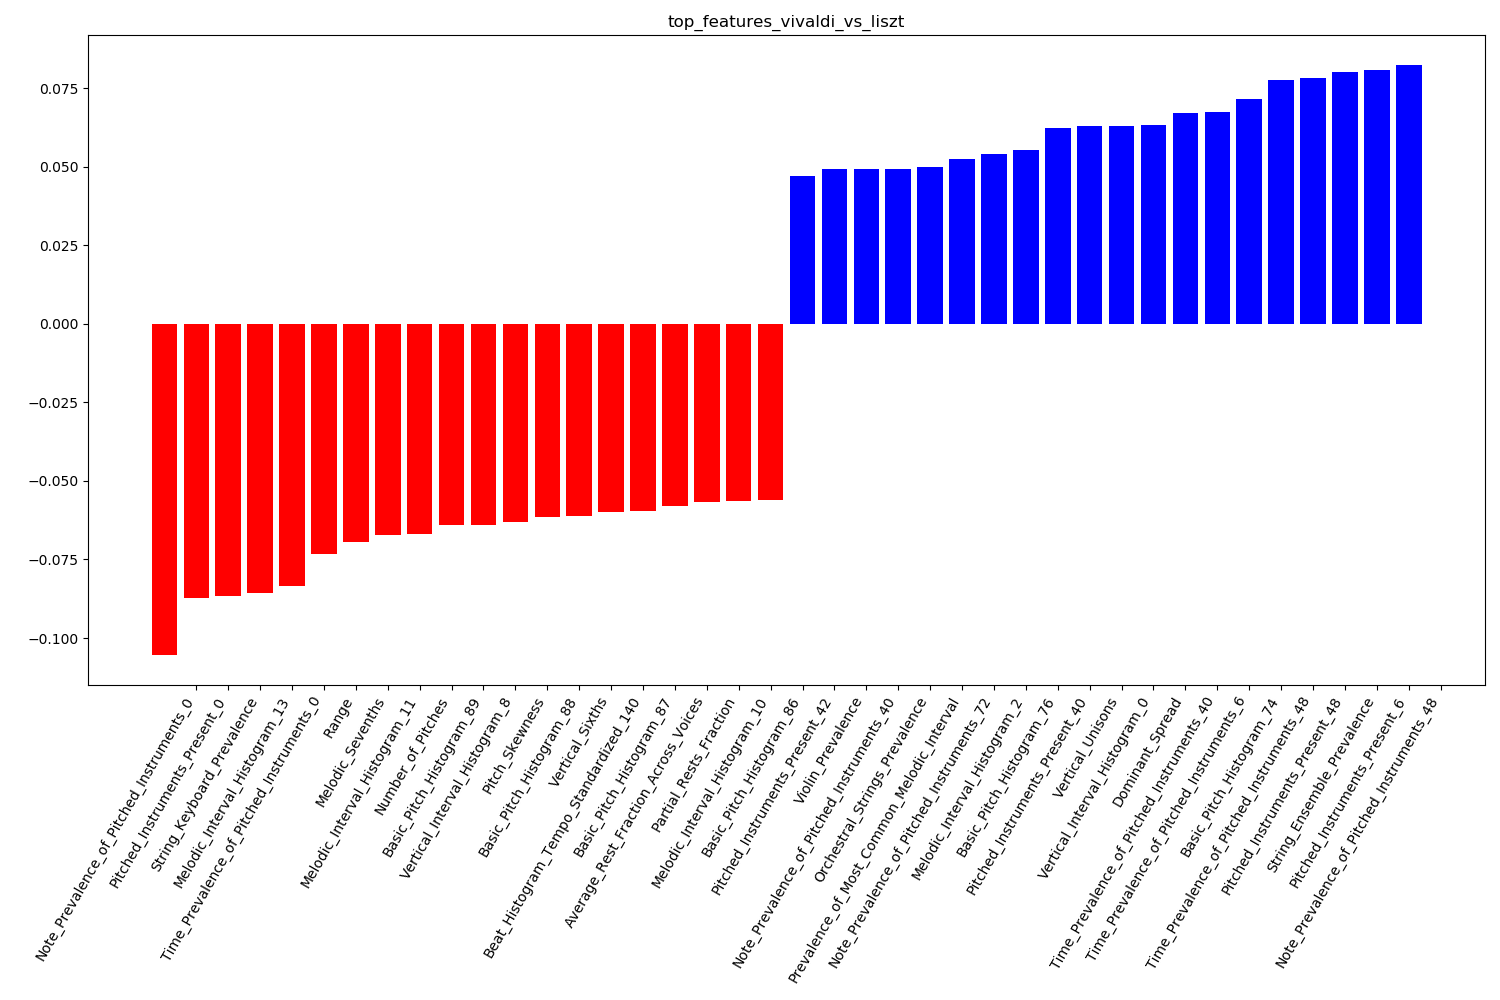 top_features_vivaldi_vs_liszt
0.075
0.050
0.025
0.000
−0.025
−0.050
−0.075
−0.100
Note_Prevalence_of_Pitched_Instruments_0
Pitched_Instruments_Present_0
String_Keyboard_Prevalence
Melodic_Interval_Histogram_13
Time_Prevalence_of_Pitched_Instruments_0
Range
Melodic_Sevenths
Melodic_Interval_Histogram_11
Number_of_Pitches
Basic_Pitch_Histogram_89
Vertical_Interval_Histogram_8
Pitch_Skewness
Basic_Pitch_Histogram_88
Vertical_Sixths
Beat_Histogram_Tempo_Standardized_140
Basic_Pitch_Histogram_87
Average_Rest_Fraction_Across_Voices
Partial_Rests_Fraction
Melodic_Interval_Histogram_10
Basic_Pitch_Histogram_86
Pitched_Instruments_Present_42
Violin_Prevalence
Note_Prevalence_of_Pitched_Instruments_40
Orchestral_Strings_Prevalence
Prevalence_of_Most_Common_Melodic_Interval
Note_Prevalence_of_Pitched_Instruments_72
Melodic_Interval_Histogram_2
Basic_Pitch_Histogram_76
Pitched_Instruments_Present_40
Vertical_Unisons
Vertical_Interval_Histogram_0
Dominant_Spread
Time_Prevalence_of_Pitched_Instruments_40
Time_Prevalence_of_Pitched_Instruments_6
Basic_Pitch_Histogram_74
Time_Prevalence_of_Pitched_Instruments_48
Pitched_Instruments_Present_48
String_Ensemble_Prevalence
Pitched_Instruments_Present_6
Note_Prevalence_of_Pitched_Instruments_48